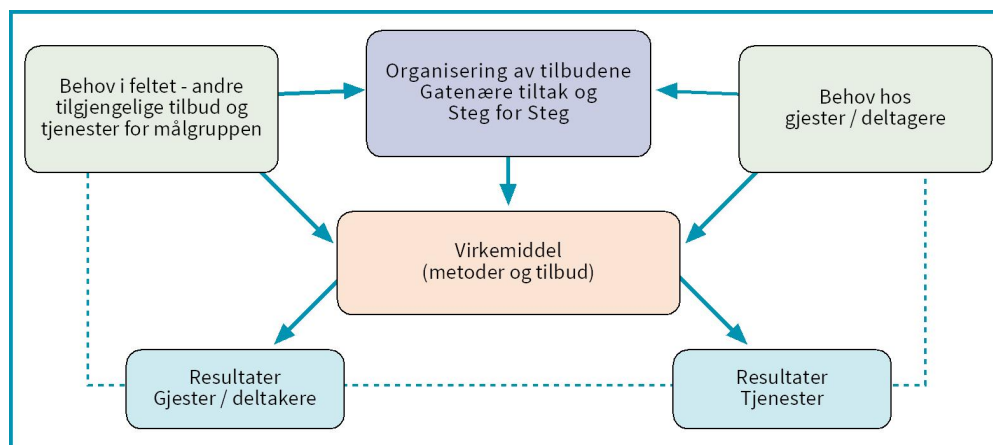 Behov i feltet - andre
tilgjengelige tilbud og
tjenester for målgruppen
Organisering av tilbudene
Gatenære tiltak og
Steg for Steg
Behov hos
gjester / deltagere
Virkemiddel
(metoder og tilbud)
Resultater
Gjester / deltakere
Resultater
Tjenester